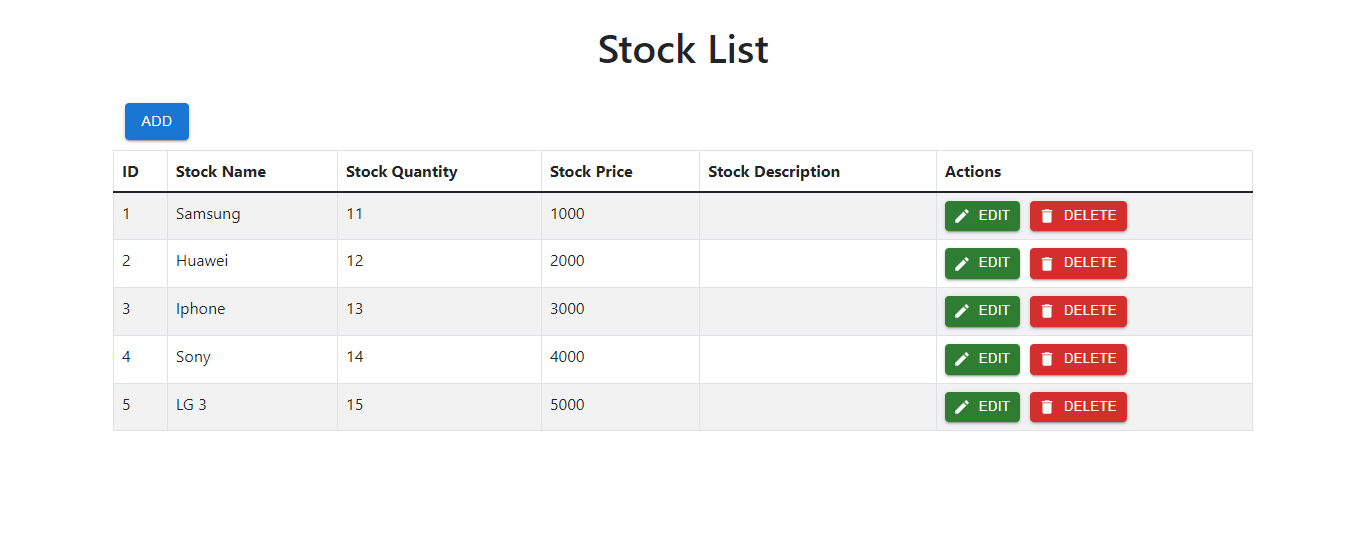 Stock List
ADD
ID Stock Name Stock Quantity Stock Price Stock Description Actions
1 Samsung 11 1000 EDIT DELETE
2 Huawei 12 2000 EDIT DELETE
3 Iphone 13 3000 EDIT DELETE
4 Sony 14 4000 EDIT DELETE
5 LG 3 15 5000 EDIT DELETE